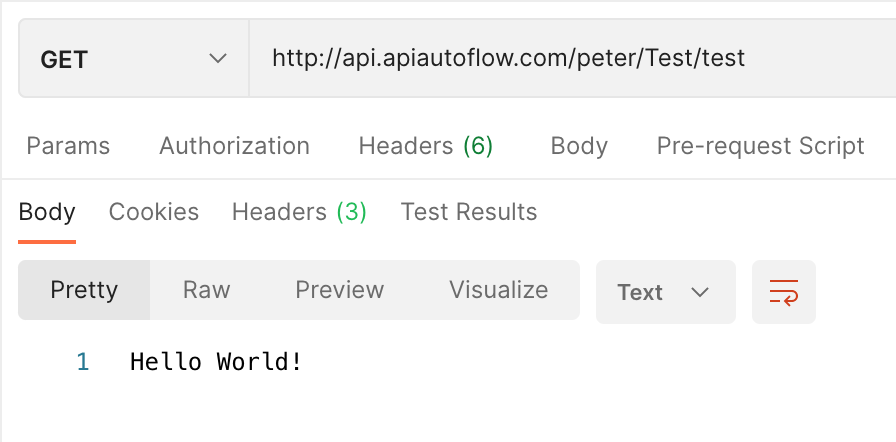 GET http://api.apiautoflow.com/peter/Test/test
Params Authorization Headers (6) Body Pre-request Script
Body Cookies Headers (3) Test Results
Pretty Raw Preview Visualize Text
1 Hello World!